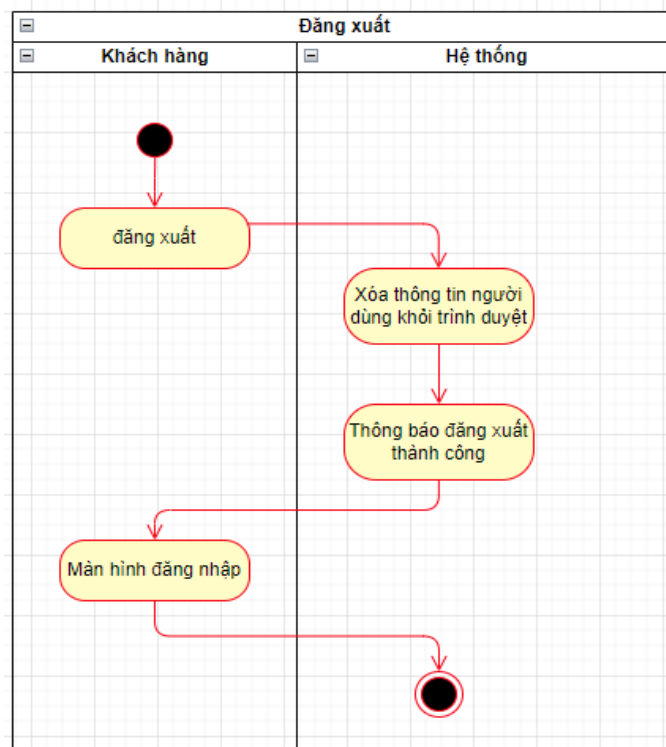 Đăng xuất
Khách hàng
Hệ thống
đăng xuất
Xóa thông tin người
dùng khỏi trình duyệt
Thông báo đăng xuất
thành công
Màn hình đăng nhập